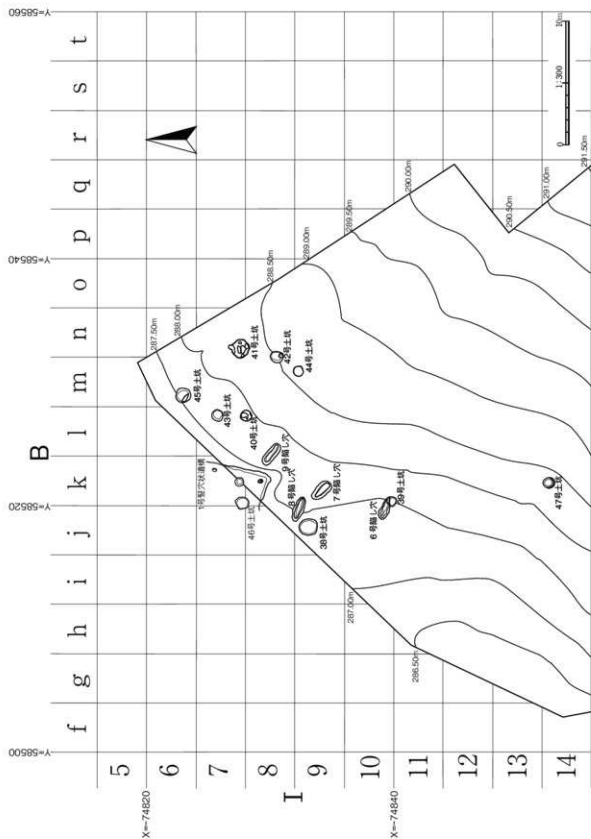 Y=58560
t
s
r
q
p
Y=58540
o
n
m
l
B
k
Y=58520
j
i
h
g
f
Y=58500
5
6
7
8
I
9
10
11
12
13
14
X=-74820
X=-74840
0
1:300
10m
287.50m
288.00m
288.50m
289.00m
289.50m
290.00m
290.50m
291.00m
291.50m
287.00m
286.50m
45号土坑
43号土坑
40号土坑
41号土坑
42号土坑
44号土坑
1号竪穴状遺構
46号土坑
9号陥し穴
8号陥し穴
7号陥し穴
38号土坑
6号陥し穴
39号土坑
47号土坑